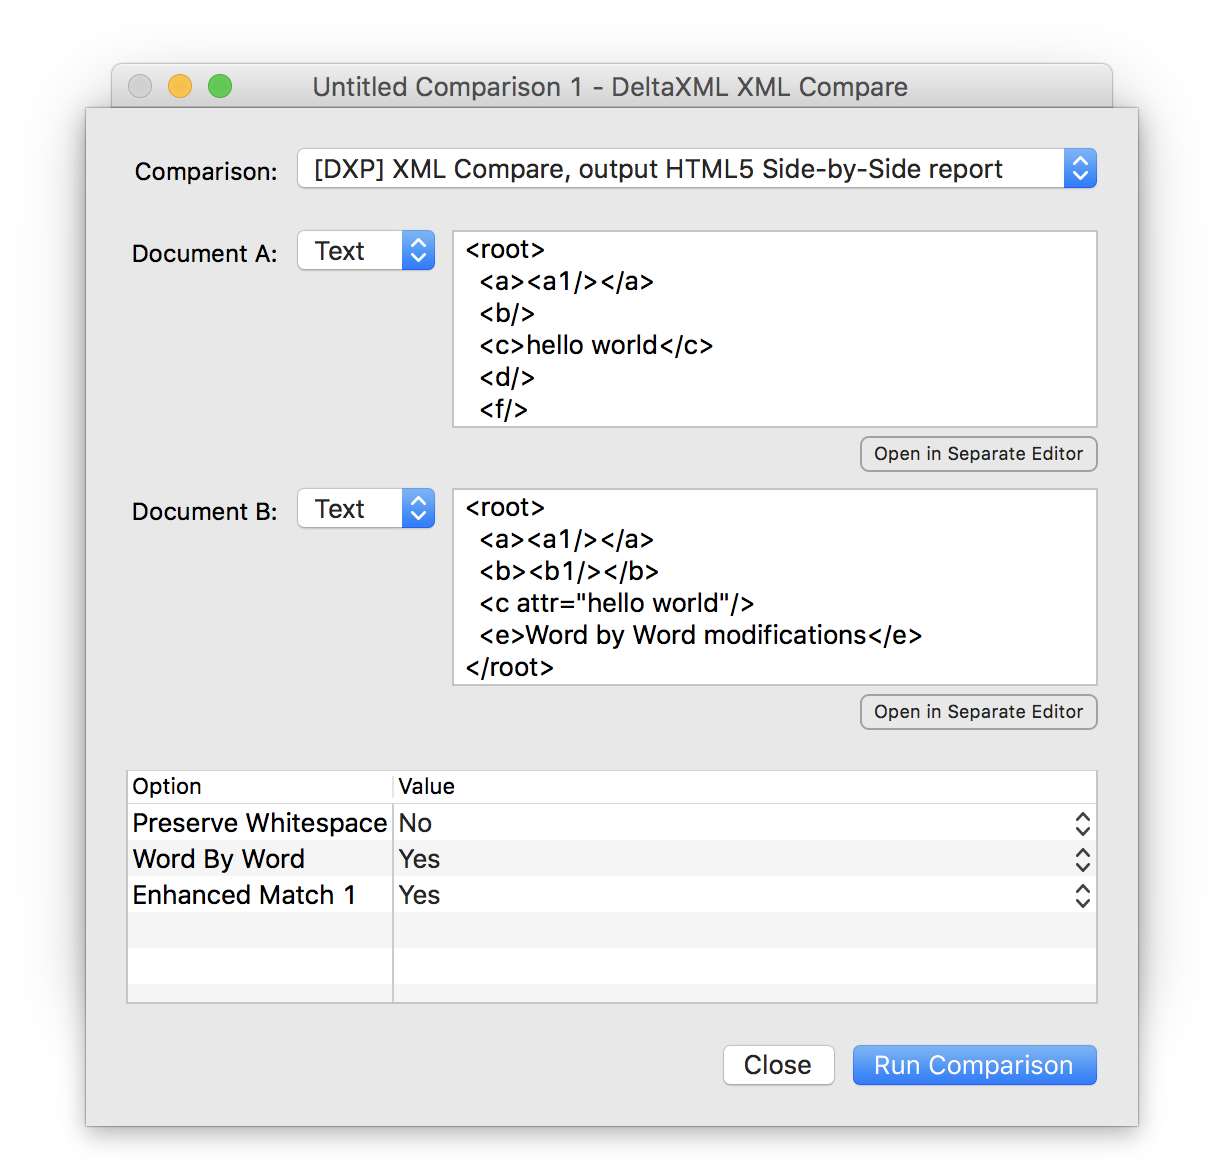 Untitled Comparison 1 - DeltaXML XML Compare
Comparison: [DXP] XML Compare, output HTML5 Side-by-Side report
Document A: Text
<root>
<a><a1/></a>
<b/>
<c>hello world</c>
<d/>
<f/>
Open in Separate Editor
Document B: Text
<root>
<a><a1/></a>
<b><b1/></b>
<c attr="hello world"/>
<e>Word by Word modifications</e>
</root>
Open in Separate Editor
Option Value
Preserve Whitespace No
Word By Word Yes
Enhanced Match 1 Yes
Close Run Comparison